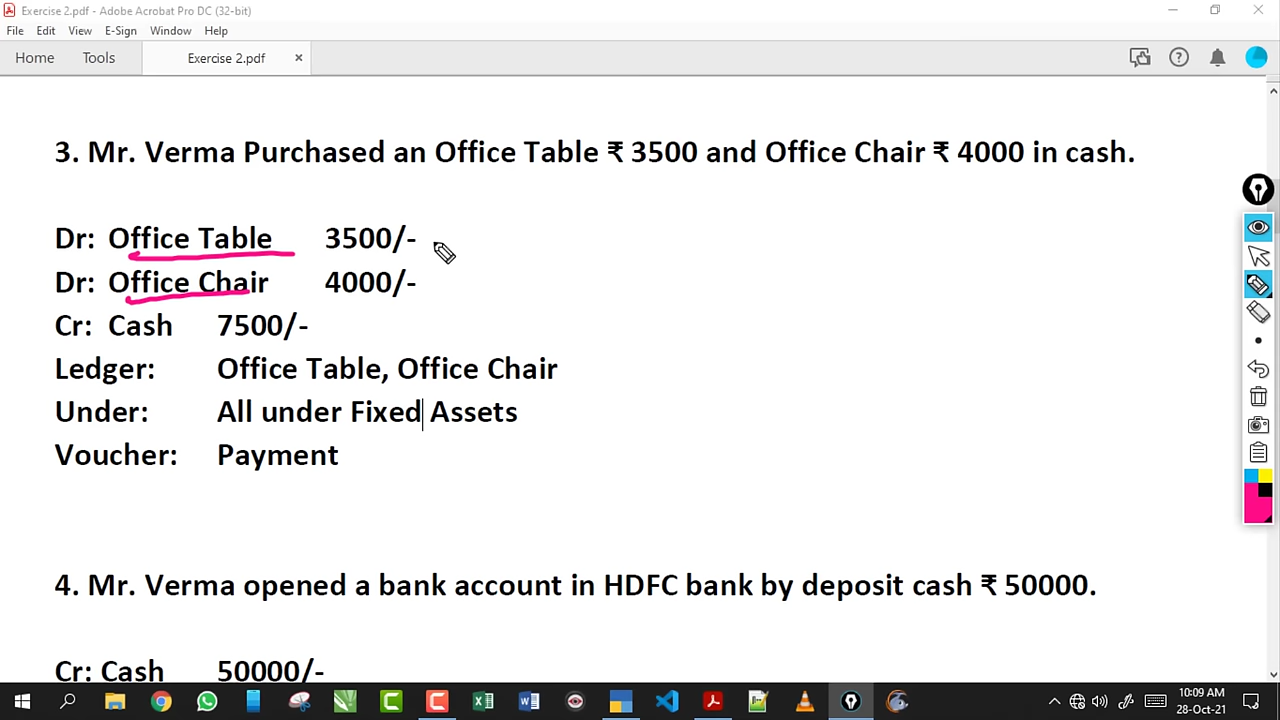 Exercise 2.pdf - Adobe Acrobat Pro DC (32-bit)
File Edit View E-Sign Window Help
Home Tools Exercise 2.pdf ×
3. Mr. Verma Purchased an Office Table ₹ 3500 and Office Chair ₹ 4000 in cash.
Dr: Office Table 3500/-
Dr: Office Chair 4000/-
Cr: Cash 7500/-
Ledger: Office Table, Office Chair
Under: All under Fixed Assets
Voucher: Payment
4. Mr. Verma opened a bank account in HDFC bank by deposit cash ₹ 50000.
Cr: Cash 50000/-
10:09 AM
28-Oct-21